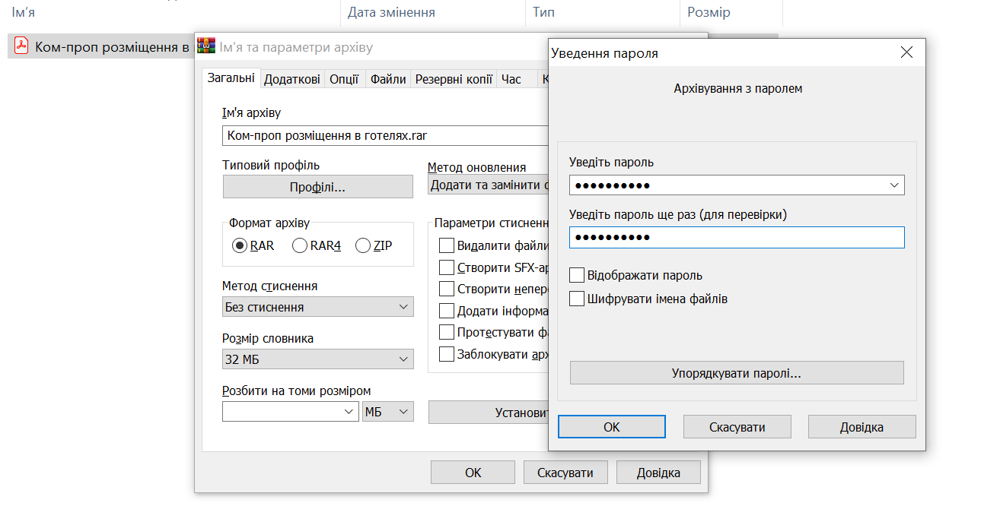 Ім'я
Дата змінення
Тип
Розмір
Ком-проп розміщення в
Ім'я та параметри архіву
Загальні
Додаткові
Опції
Файли
Резервні копії
Час
К
Ім'я архіву
Ком-проп розміщення в готелях.rar
Типовий профіль
Профілі...
Метод оновлення
Додати та замінити
Формат архіву
RAR
RAR4
ZIP
Параметри стиснен
Видалити файли
Створити SFX-ар
Створити непер
Додати інформа
Протестувати фа
Заблокувати арх
Метод стиснення
Без стиснення
Розмір словника
32 МБ
Розбити на томи розміром
МБ
Установит
ОК
Скасувати
Довідка
Уведення пароля
Архівування з паролем
Уведіть пароль
●●●●●●●●●●
Уведіть пароль ще раз (для перевірки)
●●●●●●●●●●
Відображати пароль
Шифрувати імена файлів
Упорядкувати паролі...
ОК
Скасувати
Довідка